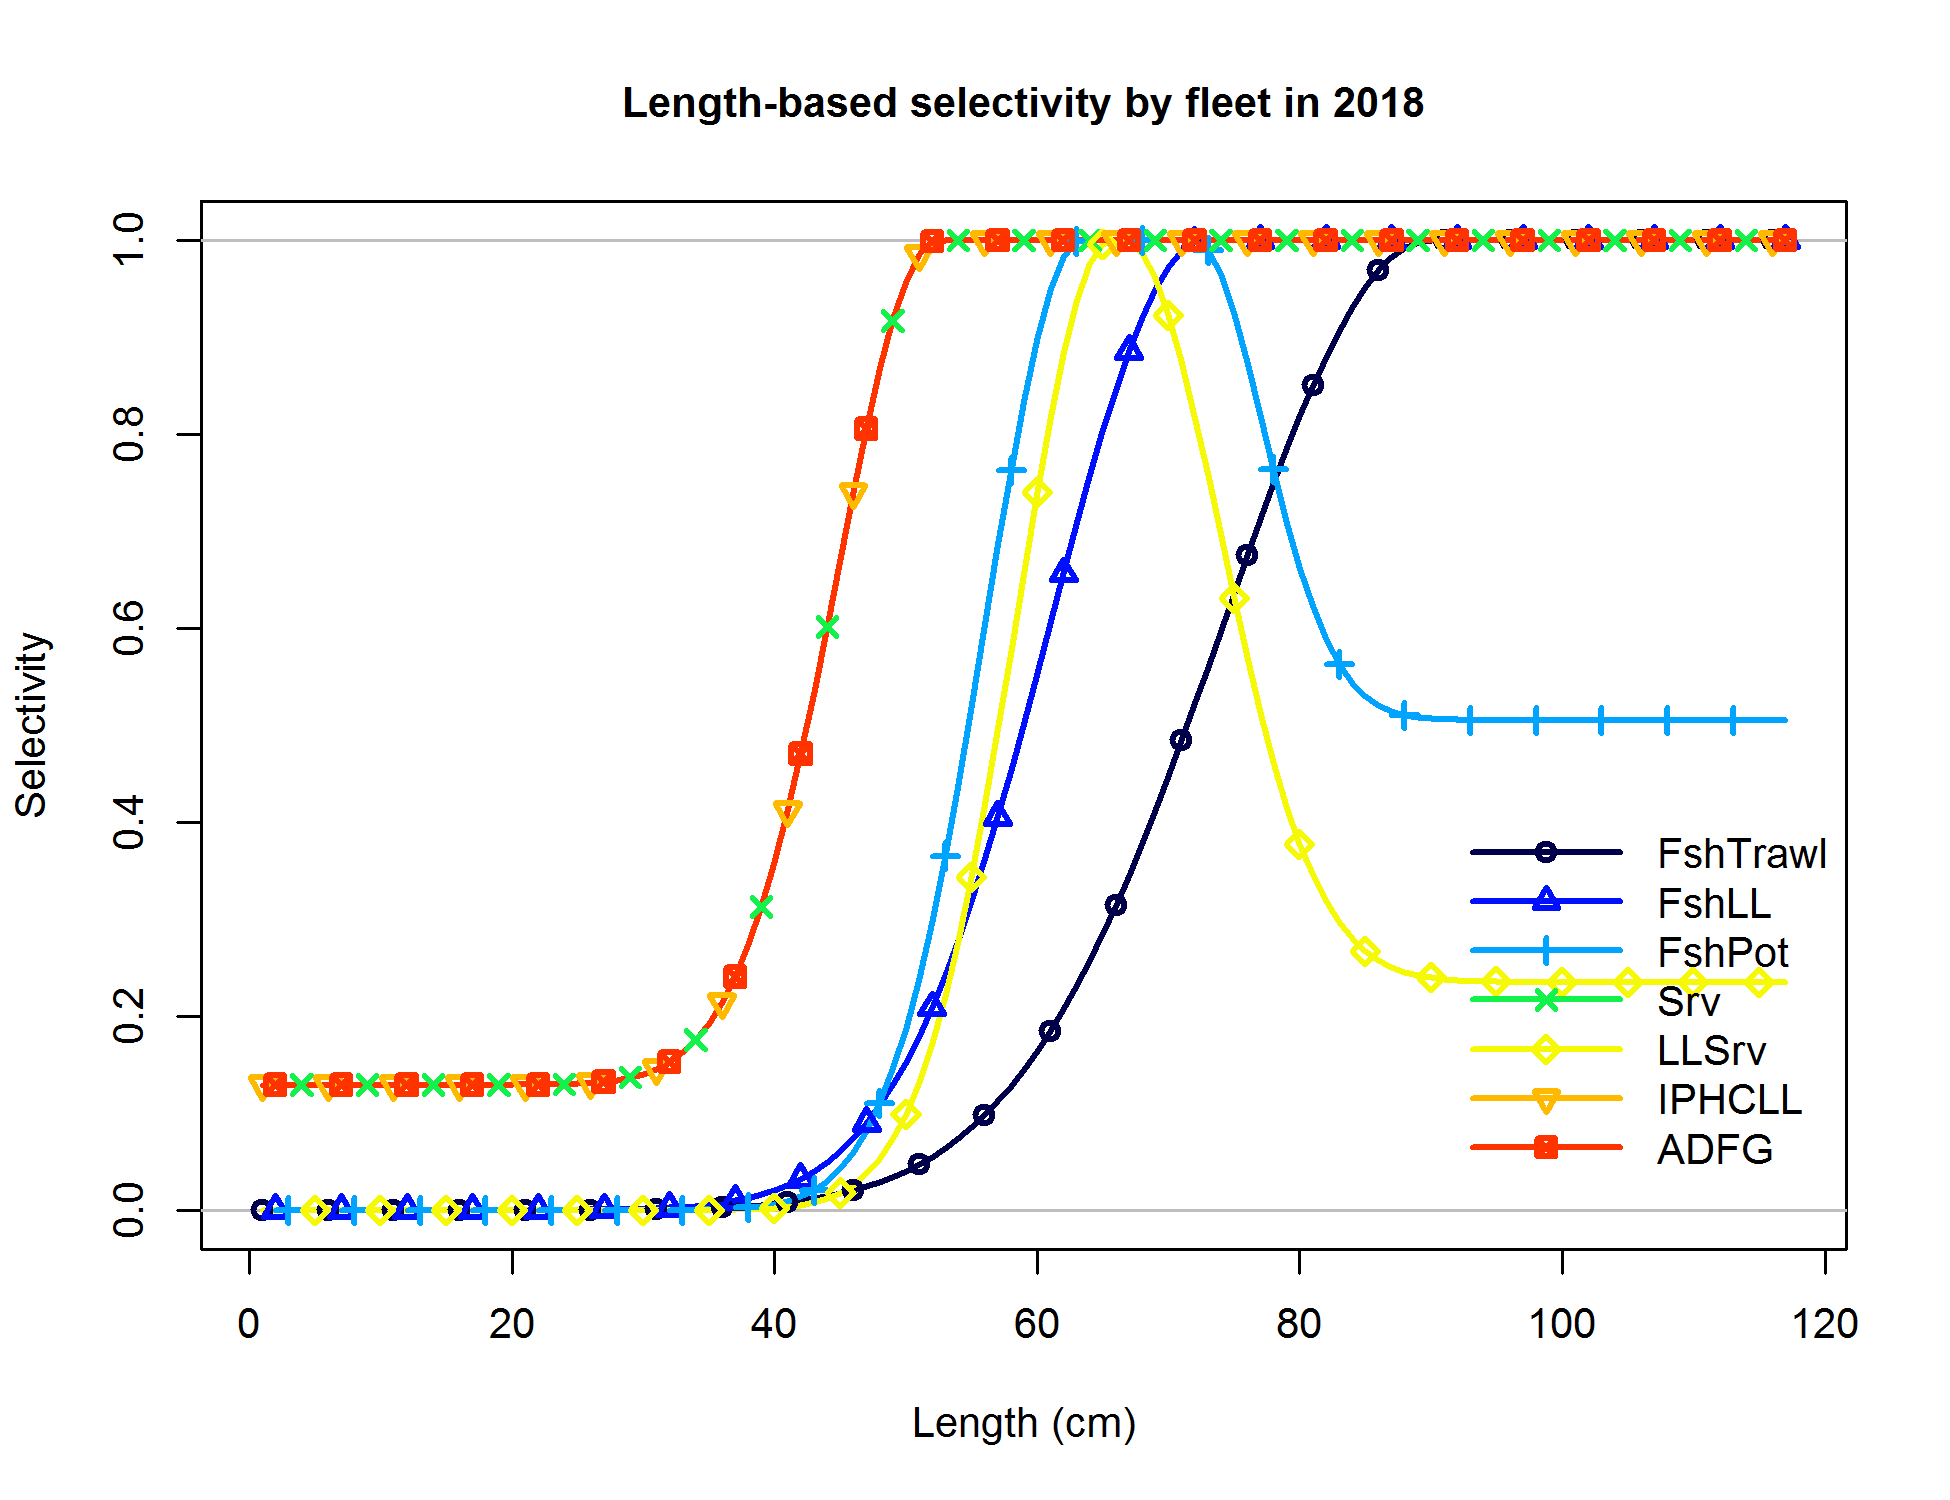 Length-based selectivity by fleet in 2018
Selectivity
1.0
0.8
0.6
0.4
0.2
0.0
FshTrawl
FshLL
FshPot
Srv
LLSrv
IPHCLL
ADFG
0 20 40 60 80 100 120
Length (cm)